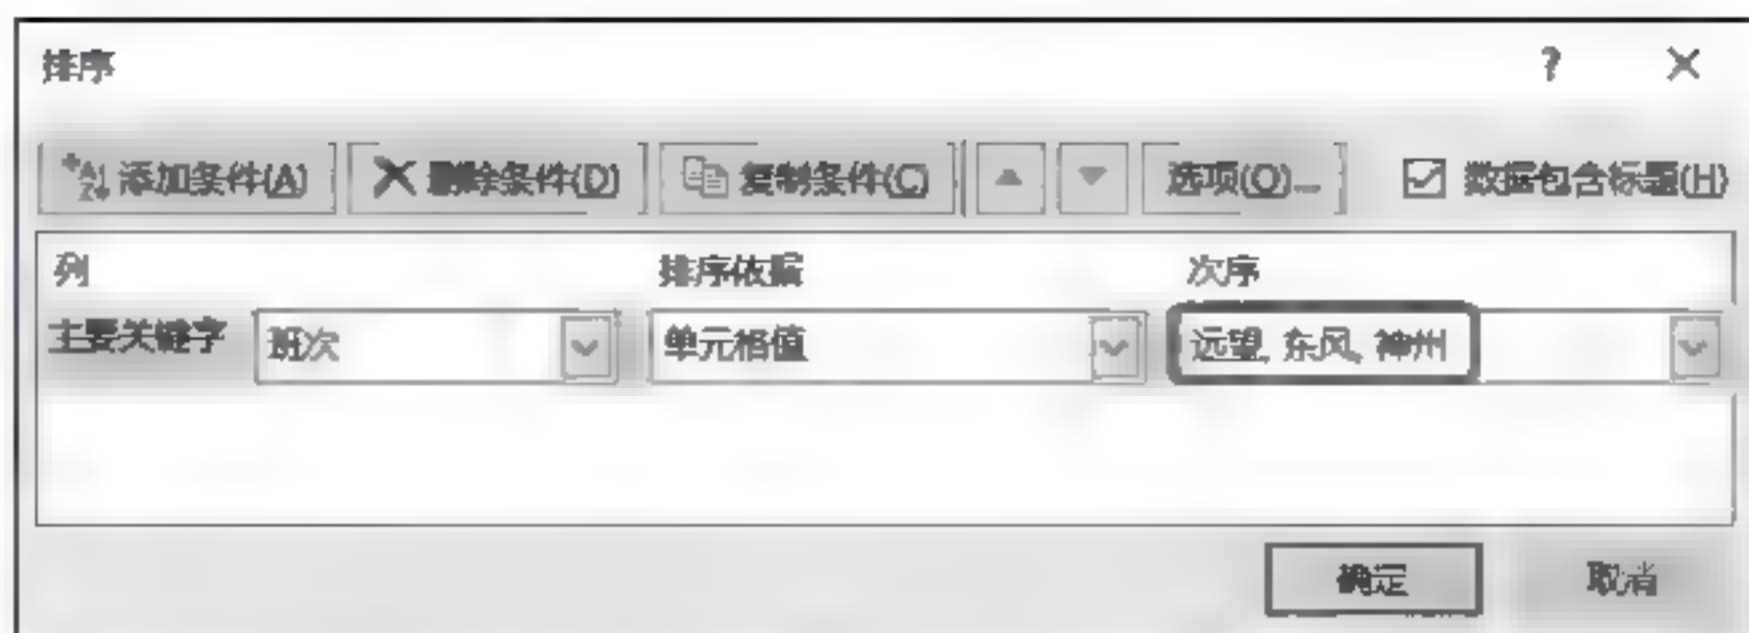 排序 ? ×
添加条件(A) 删除条件(D) 复制条件(C) 选项(O)... 数据包含标题(H)
列 排序依据 次序
主要关键字 班次 单元格值 远望, 东风, 神州
确定 取消